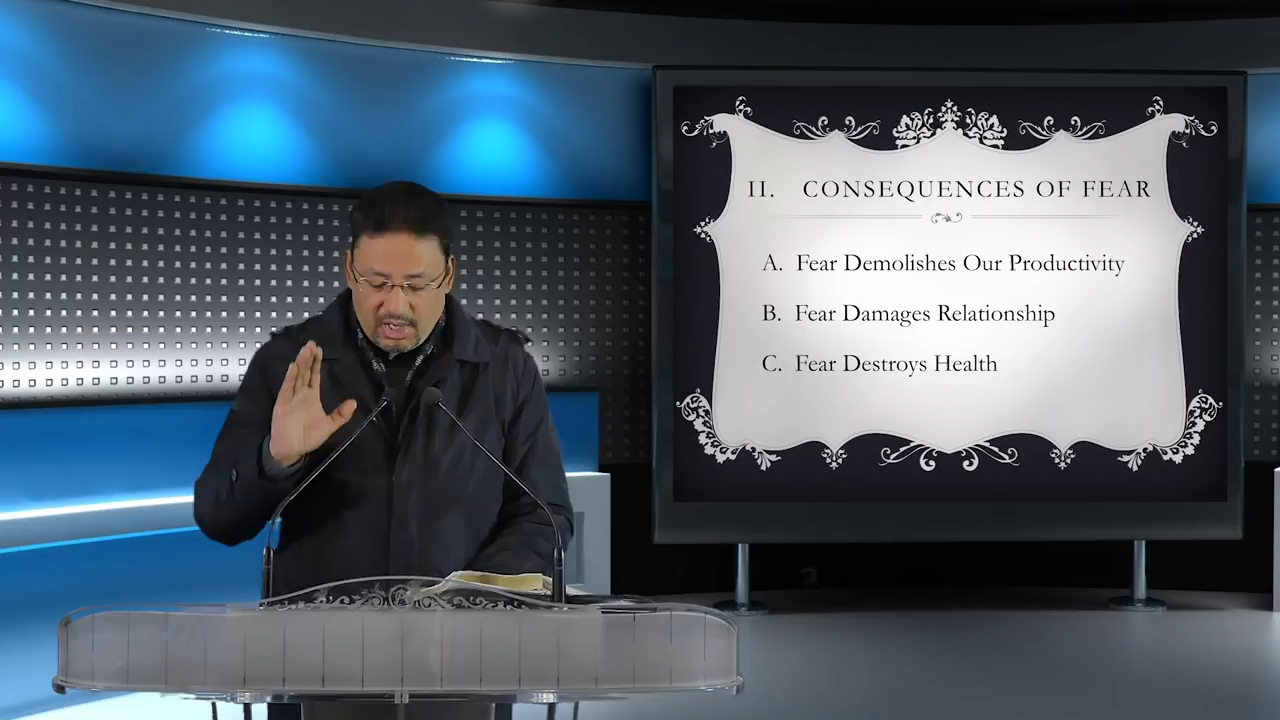 II. CONSEQUENCES OF FEAR
A. Fear Demolishes Our Productivity
B. Fear Damages Relationship
C. Fear Destroys Health